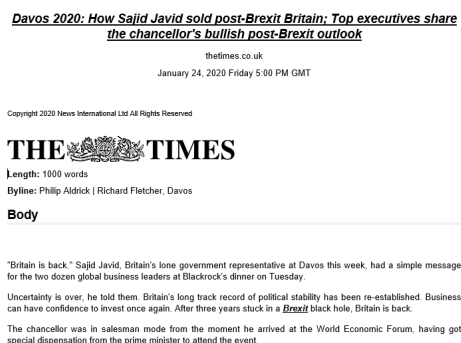 Davos 2020: How Sajid Javid sold post-Brexit Britain; Top executives share
the chancellor's bullish post-Brexit outlook
thetimes.co.uk
January 24, 2020 Friday 5:00 PM GMT
Copyright 2020 News International Ltd All Rights Reserved
THE TIMES
Length: 1000 words
Byline: Philip Aldrick | Richard Fletcher, Davos
Body
"Britain is back." Sajid Javid, Britain's lone government representative at Davos this week, had a simple message
for the two dozen global business leaders at Blackrock's dinner on Tuesday.
Uncertainty is over, he told them. Britain's long track record of political stability has been re-established. Business
can have confidence to invest once again. After three years stuck in a Brexit black hole, Britain is back.
The chancellor was in salesman mode from the moment he arrived at the World Economic Forum, having got
special dispensation from the prime minister to attend the event.